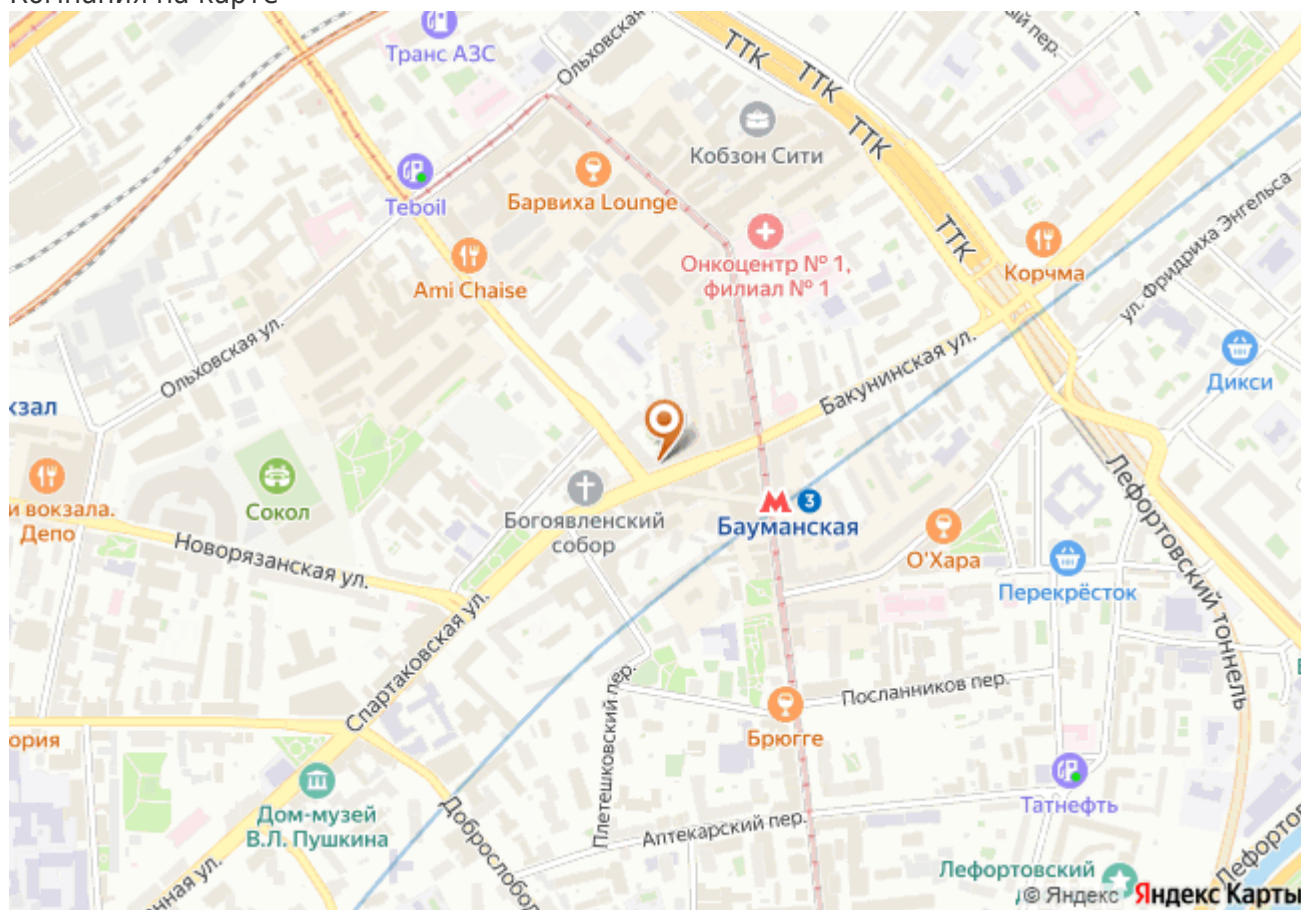 Компания на карте
Транс АЗС
Ольховская
ТТК
ТТК
ТТК
ТТК
пер.
Кобзон Сити
Teboil
Барвиха Lounge
Онкоцентр № 1,
филиал № 1
Ami Chaise
Корчма
ул. Фридриха Энгельса
Ольховская ул.
Бакунинская ул.
Дикси
Сокол
вокзала.
Депо
Богоявленский
собор
Бауманская
3
О'Хара
Перекрёсток
Новорязанская ул.
Лефортовский тоннель
Спартаковская ул.
Плетешковский пер.
Посланников пер.
Брюгге
Дом-музей
В.Л. Пушкина
Татнефть
Аптекарский пер.
Лефортовский
© Яндекс Яндекс Карты